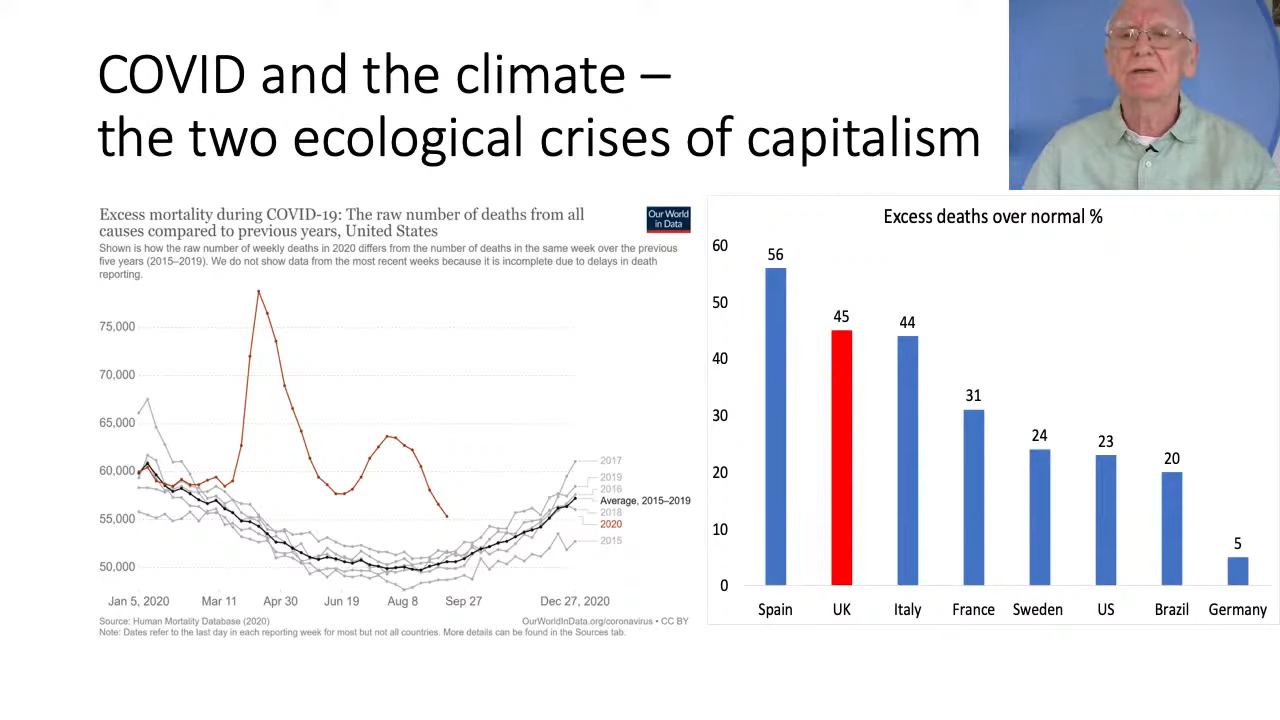 COVID and the climate –
the two ecological crises of capitalism
Excess mortality during COVID-19: The raw number of deaths from all
causes compared to previous years, United States
Our World
in Data
Shown is how the raw number of weekly deaths in 2020 differs from the number of deaths in the same week over the previous
five years (2015–2019). We do not show data from the most recent weeks because it is incomplete due to delays in death
reporting.
75,000
70,000
65,000
60,000
55,000
50,000
2017
2019
2016
Average, 2015–2019
2018
2020
2015
Jan 5, 2020 Mar 11 Apr 30 Jun 19 Aug 8 Sep 27 Dec 27, 2020
Source: Human Mortality Database (2020) OurWorldInData.org/coronavirus • CC BY
Note: Dates refer to the last day in each reporting week for most but not all countries. More details can be found in the Sources tab.
Excess deaths over normal %
60
50
40
30
20
10
0
56
45
44
31
24
23
20
5
Spain UK Italy France Sweden US Brazil Germany